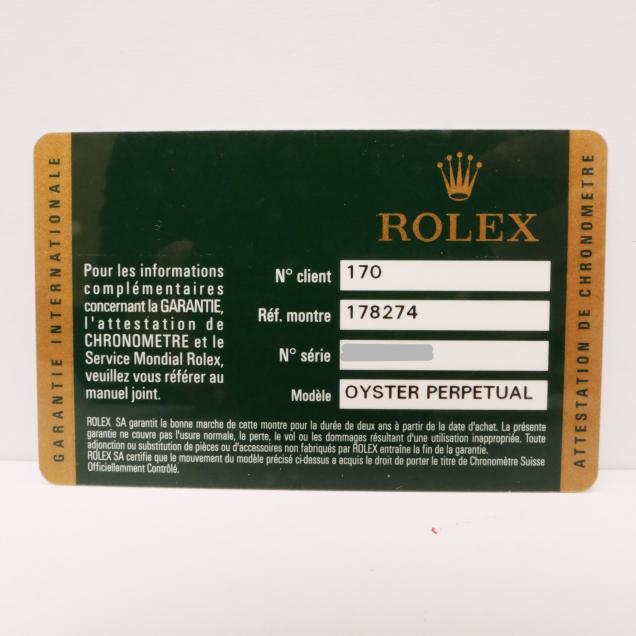 GARANTIE INTERNATIONALE
ROLEX
Pour les informations
complémentaires
concernant la GARANTIE,
l'attestation de
CHRONOMETRE et le
Service Mondial Rolex,
veuillez vous référer au
manuel joint.
N° client 170
Réf. montre 178274
N° série
Modèle OYSTER PERPETUAL
ROLEX SA garantit la bonne marche de cette montre pour la durée de deux ans à partir de la date d'achat. La présente
garantie ne couvre pas l'usure normale, la perte, le vol ou les dommages résultant d'une utilisation inappropriée. Toute
adjonction ou substitution de pièces ou d'accessoires non fabriqués par ROLEX entraîne la fin de la garantie.
ROLEX SA certifie que le mouvement du modèle précisé ci-dessus a acquis le droit de porter le titre de Chronomètre Suisse
Officiellement Contrôlé.
ATTESTATION DE CHRONOMETRE